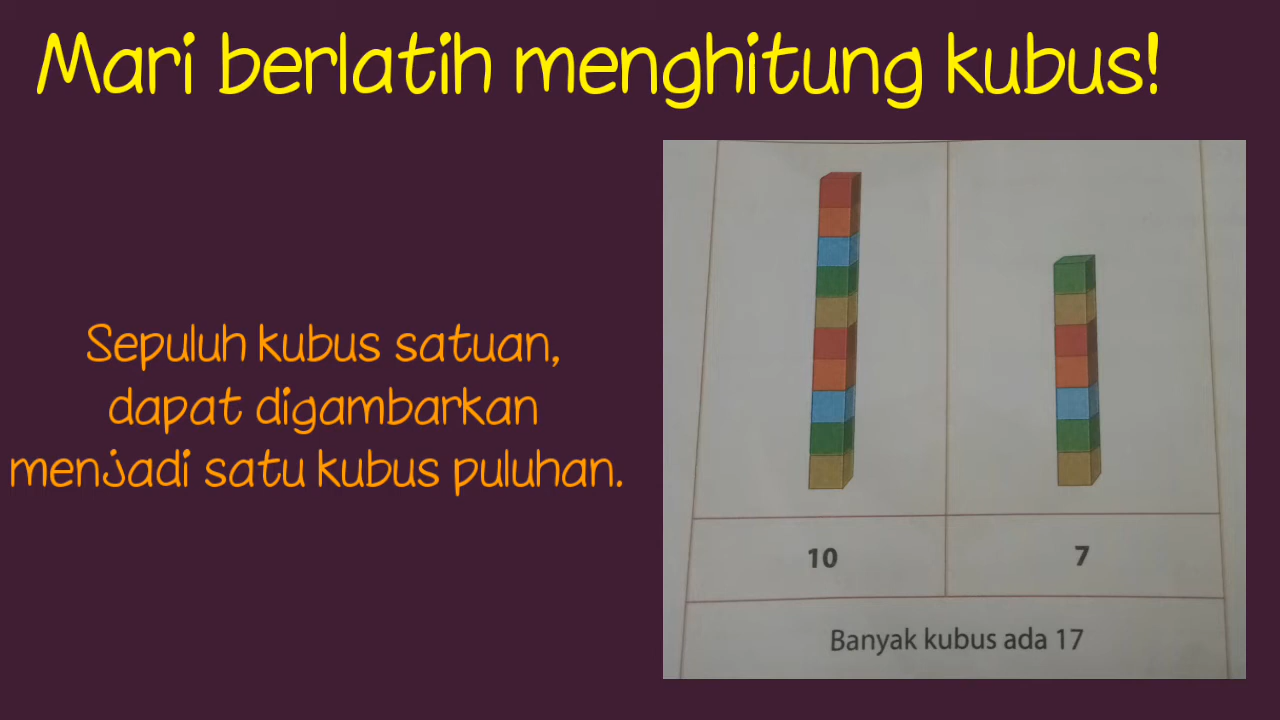 Mari berlatih menghitung kubus!
Sepuluh kubus satuan,
dapat digambarkan
menjadi satu kubus puluhan.
10
7
Banyak kubus ada 17